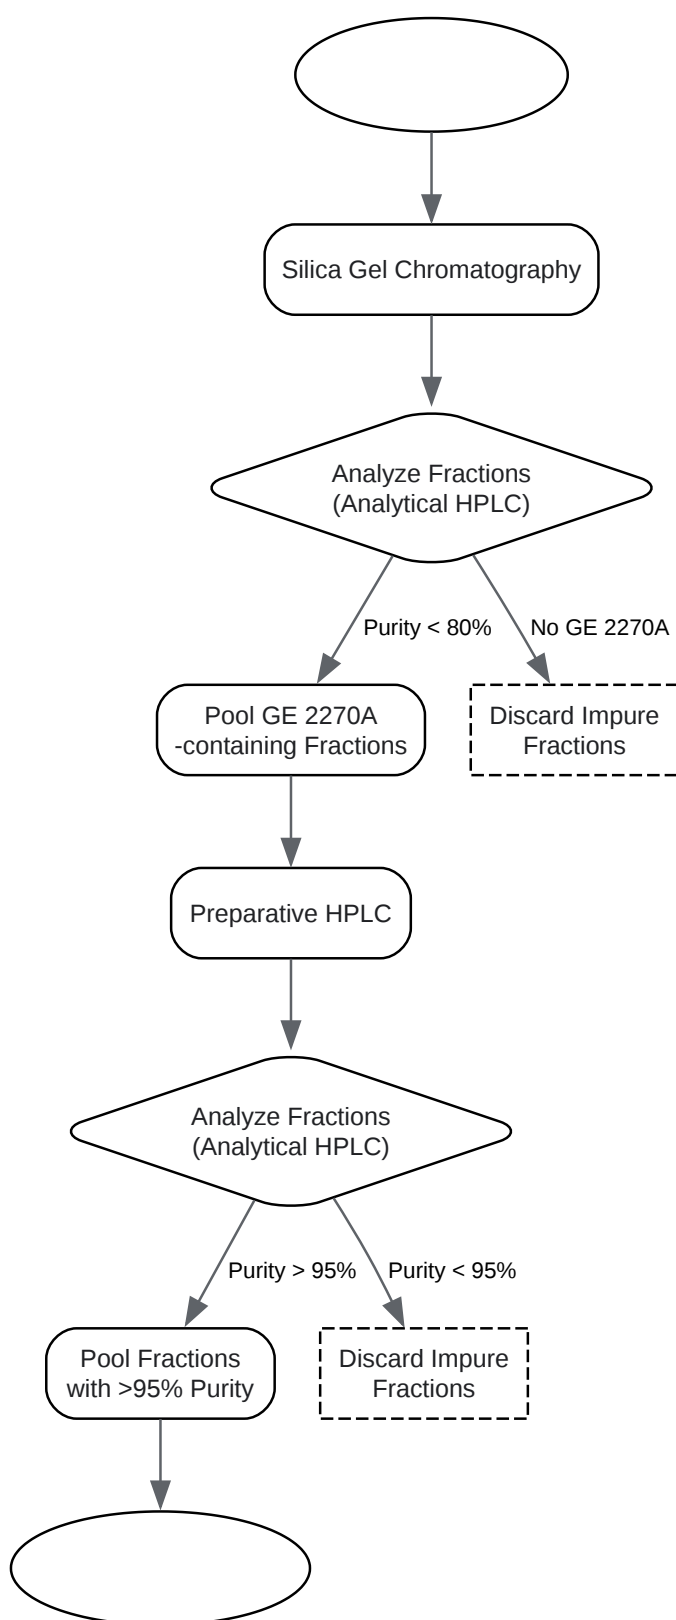 Silica Gel Chromatography
Analyze Fractions
(Analytical HPLC)
Purity < 80%
No GE 2270A
Pool GE 2270A
-containing Fractions
Discard Impure
Fractions
Preparative HPLC
Analyze Fractions
(Analytical HPLC)
Purity > 95%
Purity < 95%
Pool Fractions
with >95% Purity
Discard Impure
Fractions